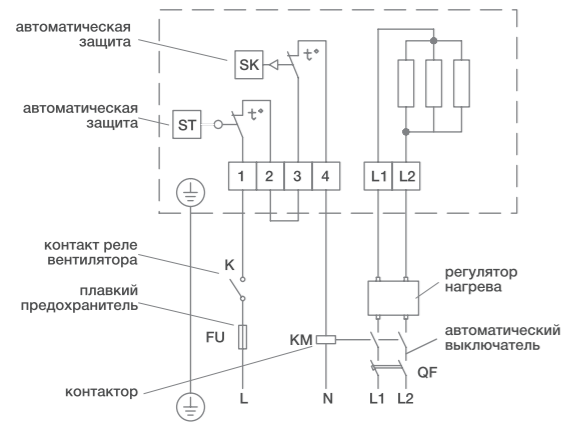 автоматическая
защита
SK
t°
автоматическая
защита
ST
t°
1 2 3 4 L1 L2
контакт реле
вентилятора
K
регулятор
нагрева
плавкий
предохранитель
FU
KM
автоматический
выключатель
QF
контактор
L N L1 L2